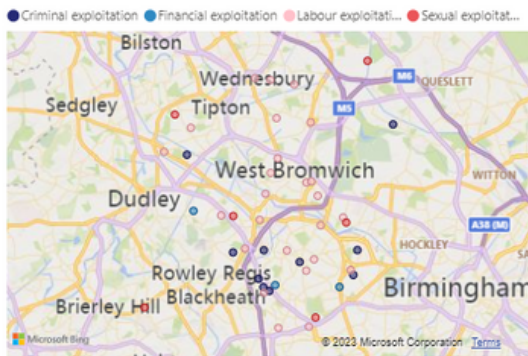 Criminal exploitation Financial exploitation Labour exploitati... Sexual exploitat...
Bilston
M6
QUESLETT
Wednesbury
Sedgley
Tipton
M5
West Bromwich
WITTON
Dudley
A38 (M)
HOCKLEY
Rowley Regis
Birmingham
Blackheath
Brierley Hill
Microsoft Bing
© 2023 Microsoft Corporation Terms